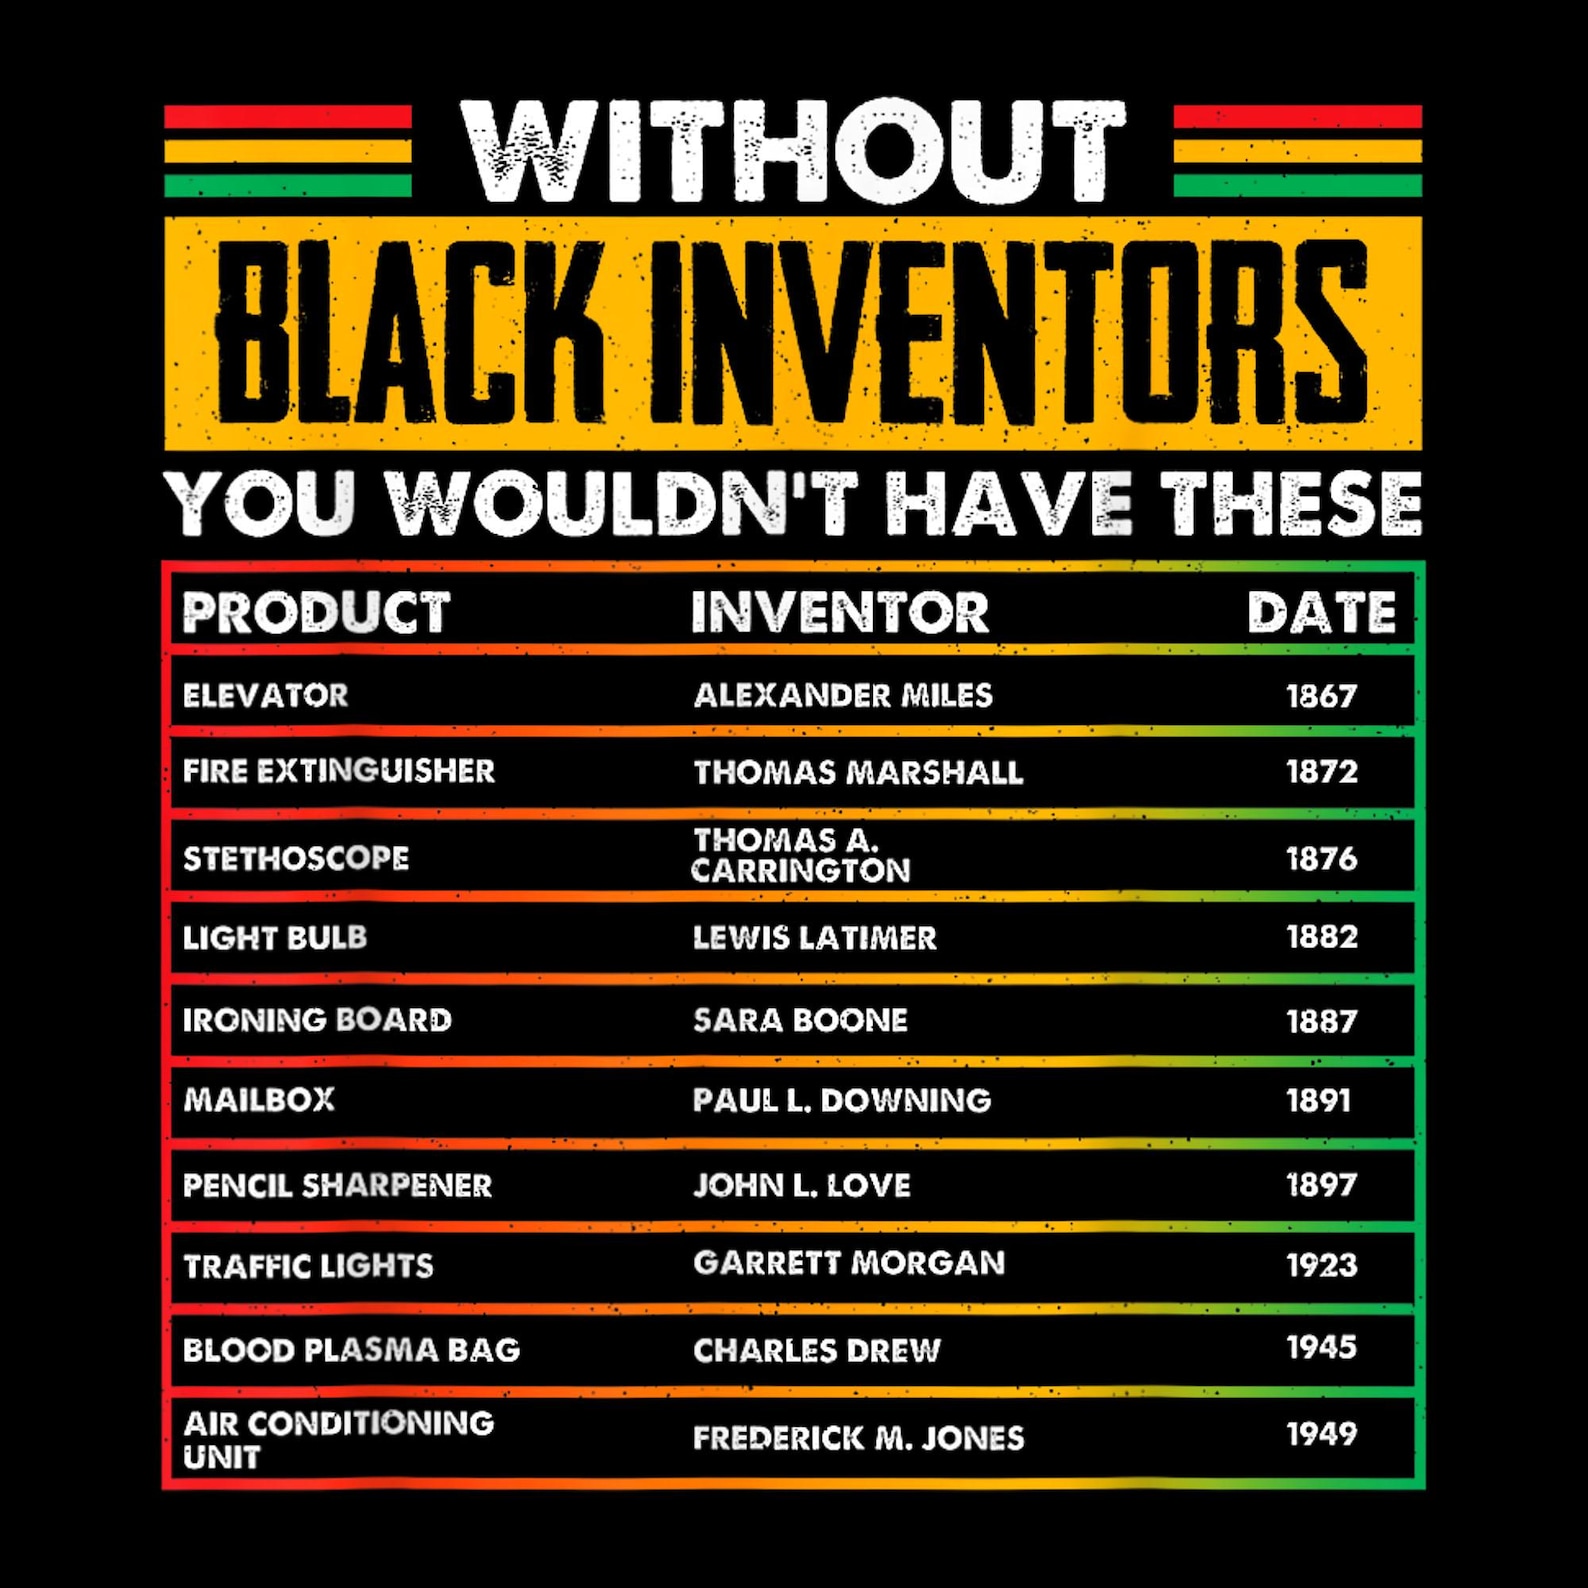 WITHOUT
BLACK INVENTORS
YOU WOULDN'T HAVE THESE
PRODUCT INVENTOR DATE
ELEVATOR ALEXANDER MILES 1867
FIRE EXTINGUISHER THOMAS MARSHALL 1872
STETHOSCOPE THOMAS A. CARRINGTON 1876
LIGHT BULB LEWIS LATIMER 1882
IRONING BOARD SARA BOONE 1887
MAILBOX PAUL L. DOWNING 1891
PENCIL SHARPENER JOHN L. LOVE 1897
TRAFFIC LIGHTS GARRETT MORGAN 1923
BLOOD PLASMA BAG CHARLES DREW 1945
AIR CONDITIONING UNIT FREDERICK M. JONES 1949